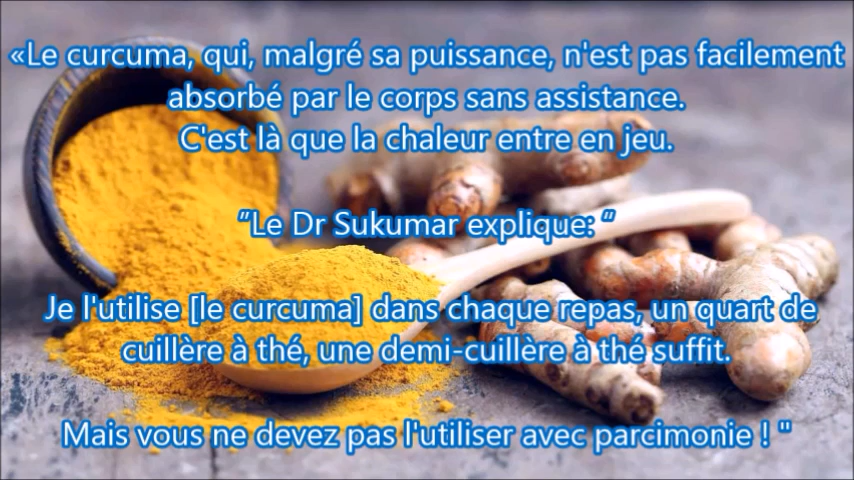 «Le curcuma, qui, malgré sa puissance, n'est pas facilement
absorbé par le corps sans assistance.
C'est là que la chaleur entre en jeu.
”Le Dr Sukumar explique: “
Je l'utilise [le curcuma] dans chaque repas, un quart de
cuillère à thé, une demi-cuillère à thé suffit.
Mais vous ne devez pas l'utiliser avec parcimonie ! "